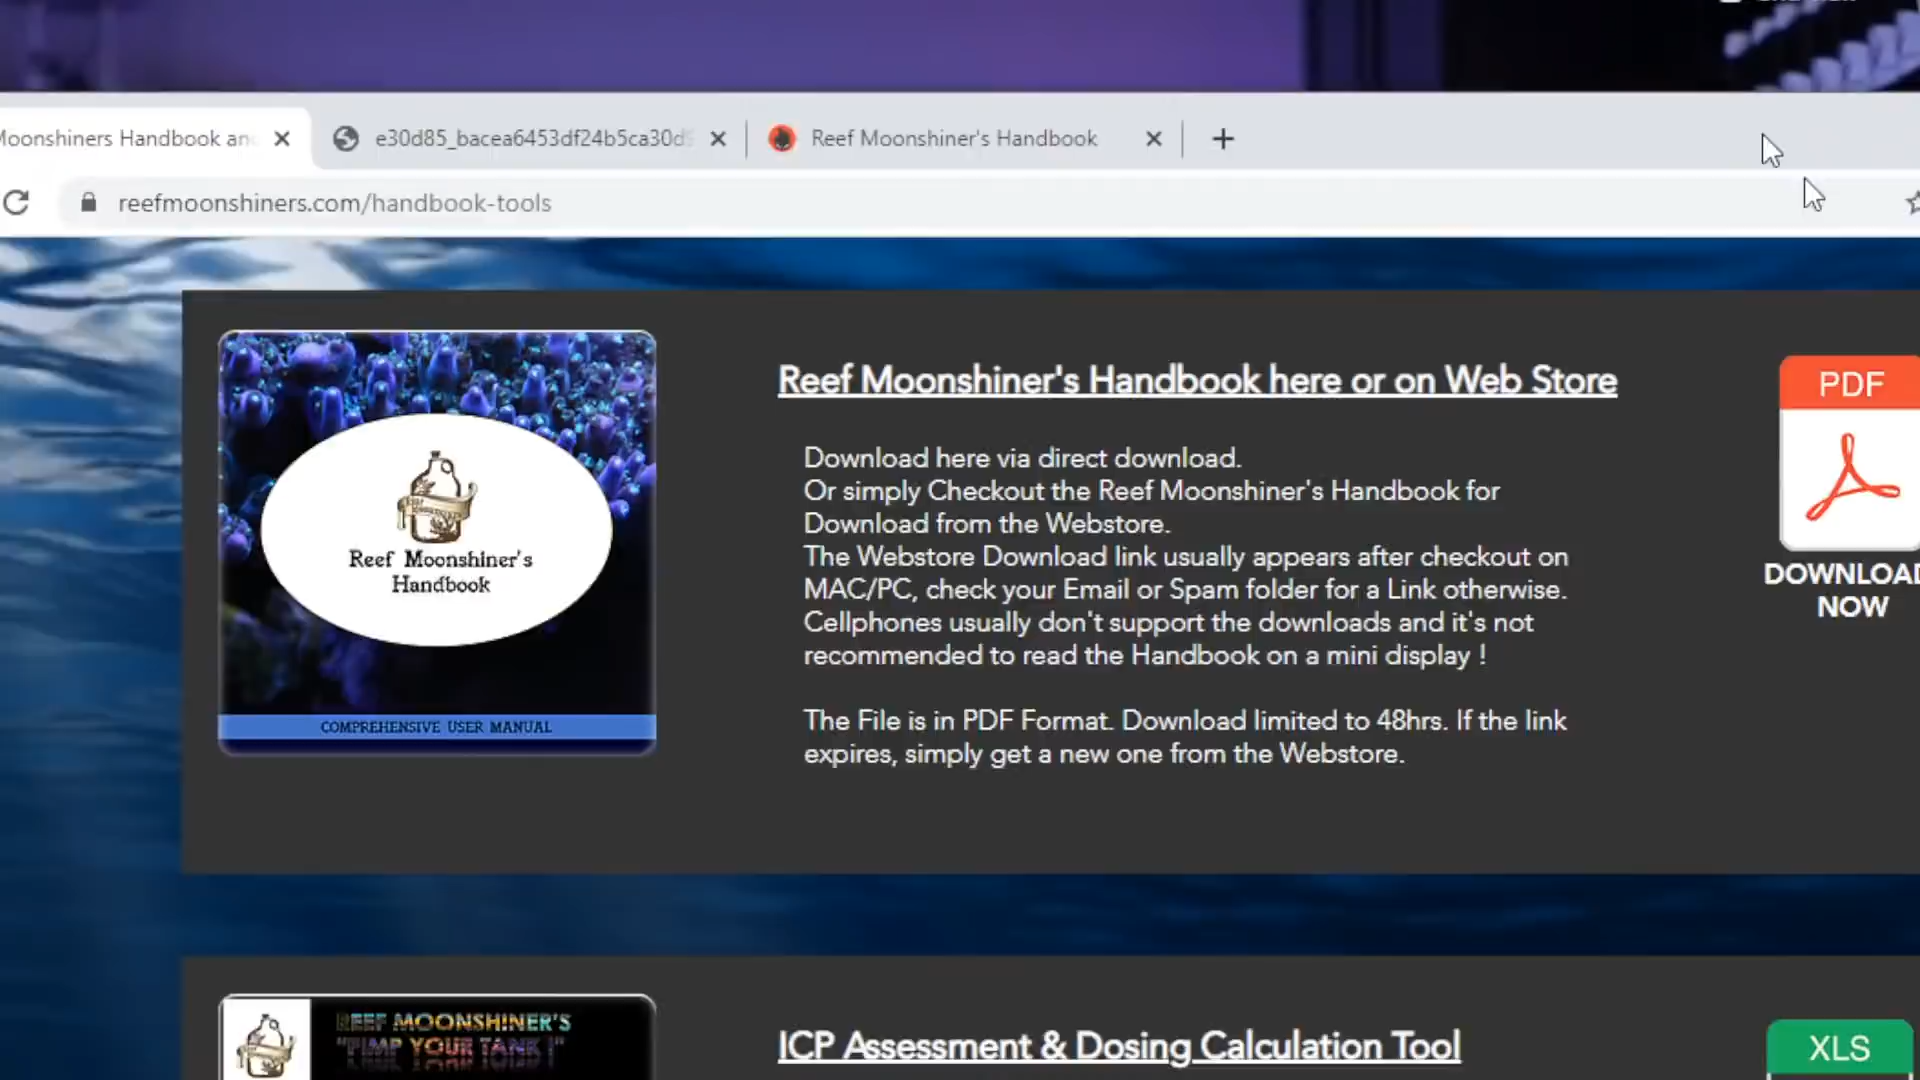 Moonshiners Handbook an
e30d85_bacea6453df24b5ca30d
Reef Moonshiner's Handbook
reefmoonshiners.com/handbook-tools
Reef Moonshiner's Handbook here or on Web Store
PDF
Download here via direct download.
Or simply Checkout the Reef Moonshiner's Handbook for
Download from the Webstore.
The Webstore Download link usually appears after checkout on
MAC/PC, check your Email or Spam folder for a Link otherwise.
Cellphones usually don't support the downloads and it's not
recommended to read the Handbook on a mini display !
DOWNLOAD
NOW
Reef Moonshiner's
Handbook
The File is in PDF Format. Download limited to 48hrs. If the link
expires, simply get a new one from the Webstore.
COMPREHENSIVE USER MANUAL
REEF MOONSHINER'S
"PIMP YOUR TANK !"
ICP Assessment & Dosing Calculation Tool
XLS